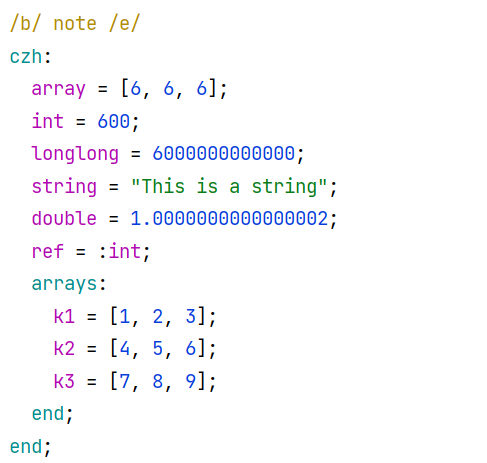 /b/ note /e/
czh:
  array = [6, 6, 6];
  int = 600;
  longlong = 6000000000000;
  string = "This is a string";
  double = 1.0000000000000002;
  ref = :int;
  arrays:
    k1 = [1, 2, 3];
    k2 = [4, 5, 6];
    k3 = [7, 8, 9];
  end;
end;